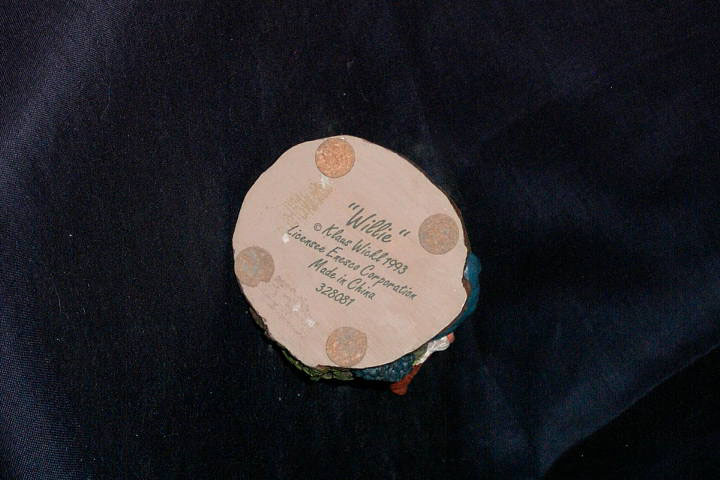 "Willie"
© Klaus Wickl 1993
Licensee Enesco Corporation
Made in China
328081